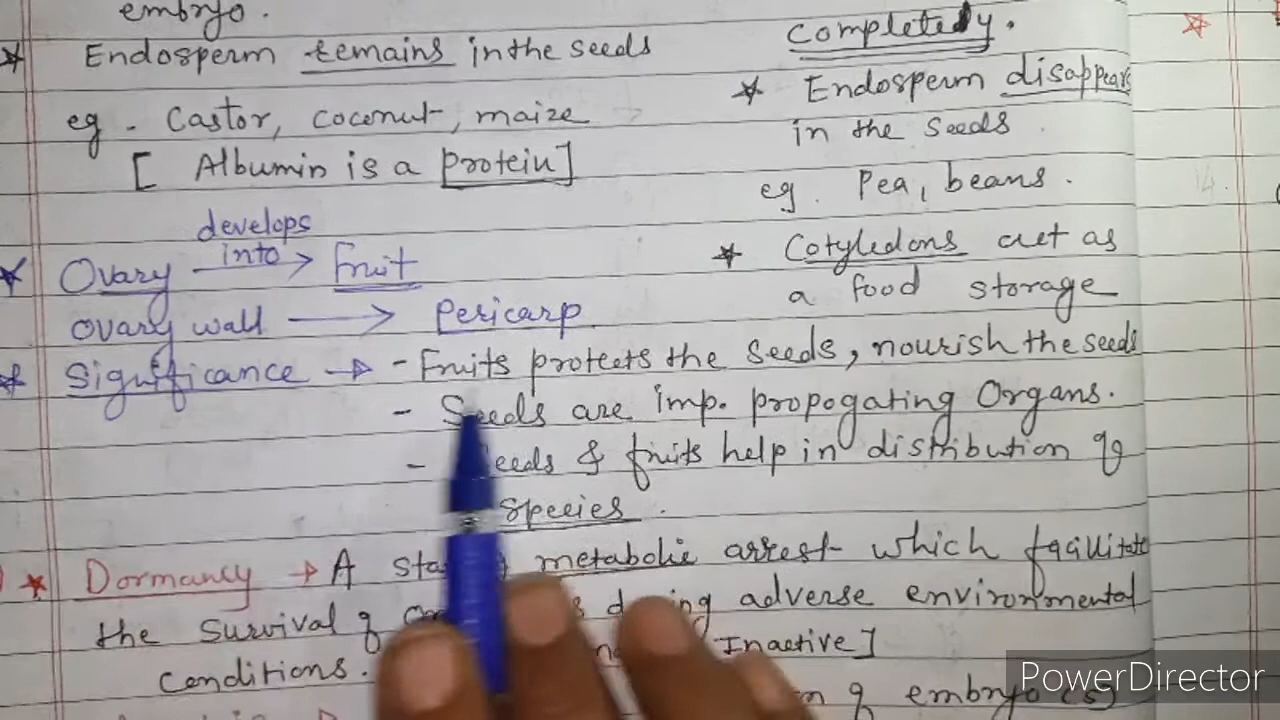 embryo.
Endosperm remains in the seeds
eg. Castor, coconut, maize
[ Albumin is a protein]
completely.
Endosperm disappears
in the seeds
eg. Pea, beans.
Cotyledons act as
a food storage
Ovary develops into → Fruit
Ovary wall → Pericarp
Significance → - Fruits protects the seeds, nourish the seeds
- Seeds are imp. propogating Organs.
- Seeds & fruits help in distribution of
species.
Dormancy → A metabolic arrest which facilitate
the survival of during adverse environmental
conditions. Inactive]
of embryo(s)
14.
PowerDirector